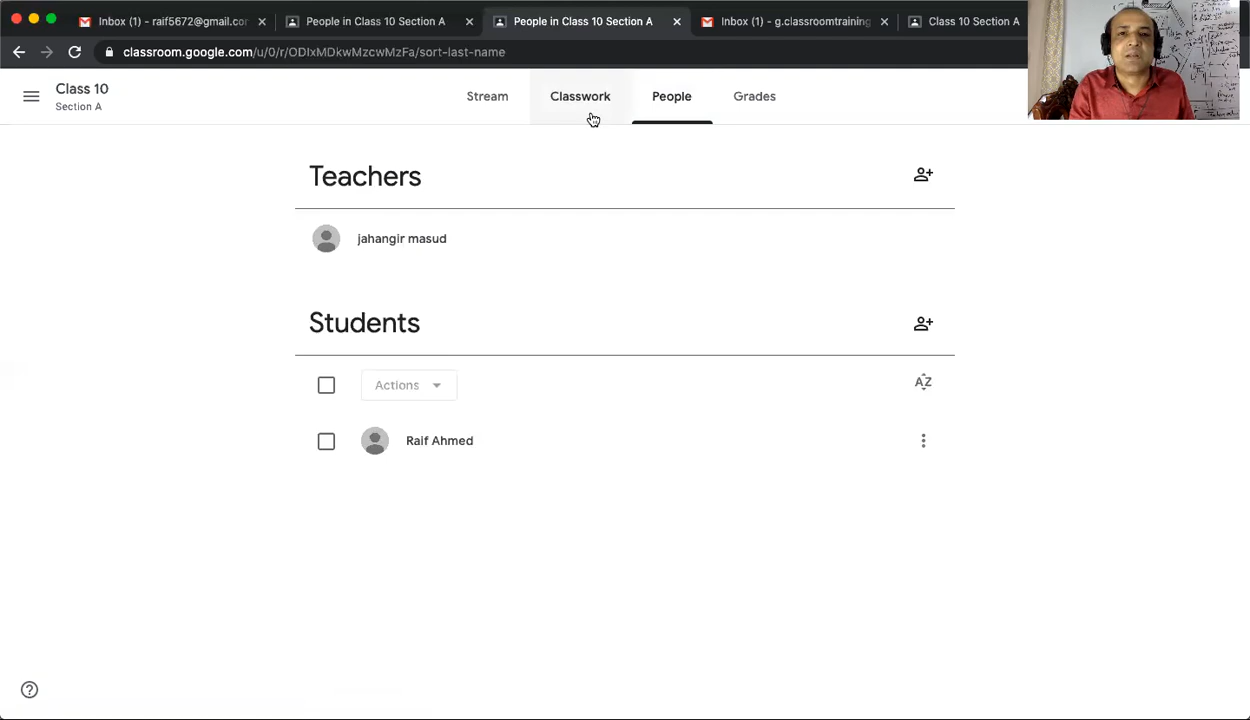 Inbox (1) - raif5672@gmail.cor
People in Class 10 Section A
People in Class 10 Section A
Inbox (1) - g.classroomtraining
Class 10 Section A
classroom.google.com/u/0/r/ODIxMDkwMzcwMzFa/sort-last-name
Class 10
Section A
Stream
Classwork
People
Grades
Teachers
jahangir masud
Students
Actions
AZ
Raif Ahmed